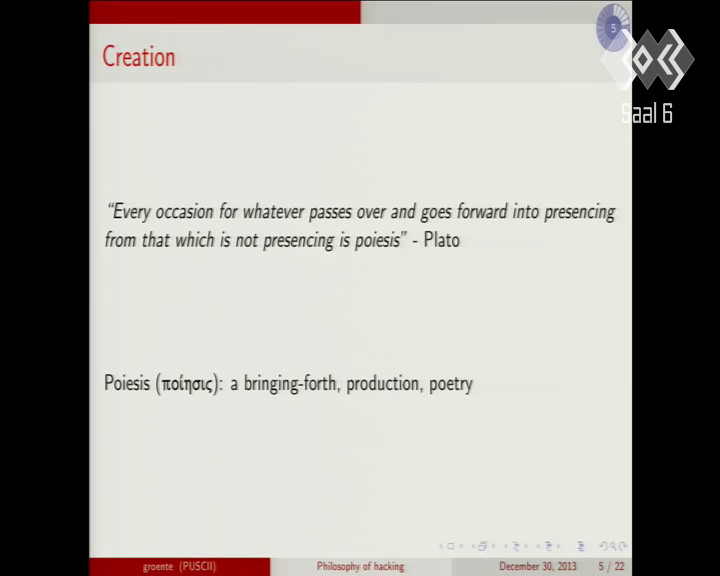 5
Saal 6
Creation
“Every occasion for whatever passes over and goes forward into presencing
from that which is not presencing is poiesis” - Plato
Poiesis (ποίησις): a bringing-forth, production, poetry
groente (PUSCII) Philosophy of hacking December 30, 2013 5 / 22